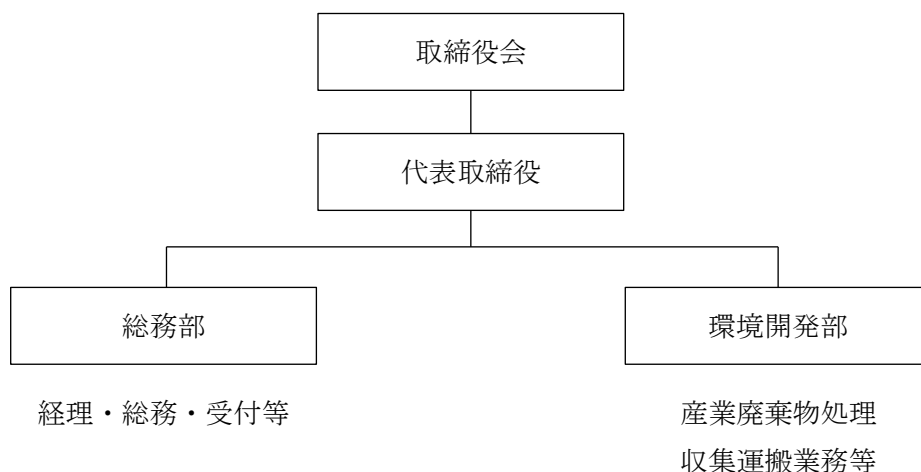 取締役会
代表取締役
総務部
環境開発部
経理・総務・受付等
産業廃棄物処理
収集運搬業務等